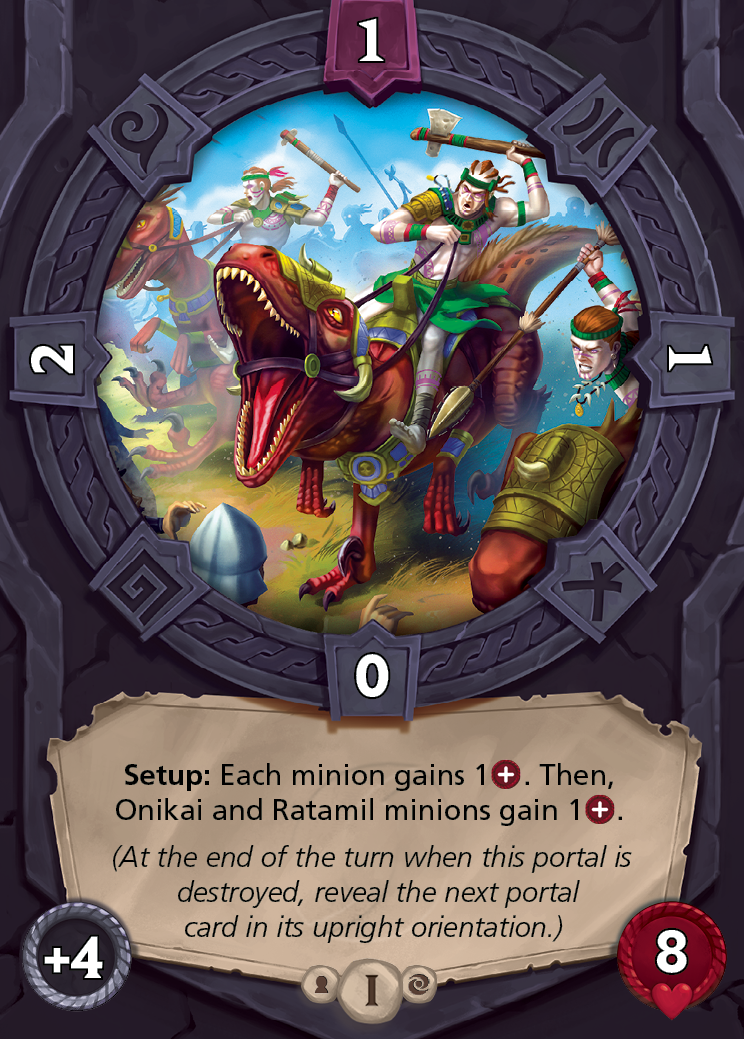 1
2
1
0
Setup: Each minion gains 1. Then,
Onikai and Ratamil minions gain 1.
(At the end of the turn when this portal is
destroyed, reveal the next portal
card in its upright orientation.)
+4
8
I